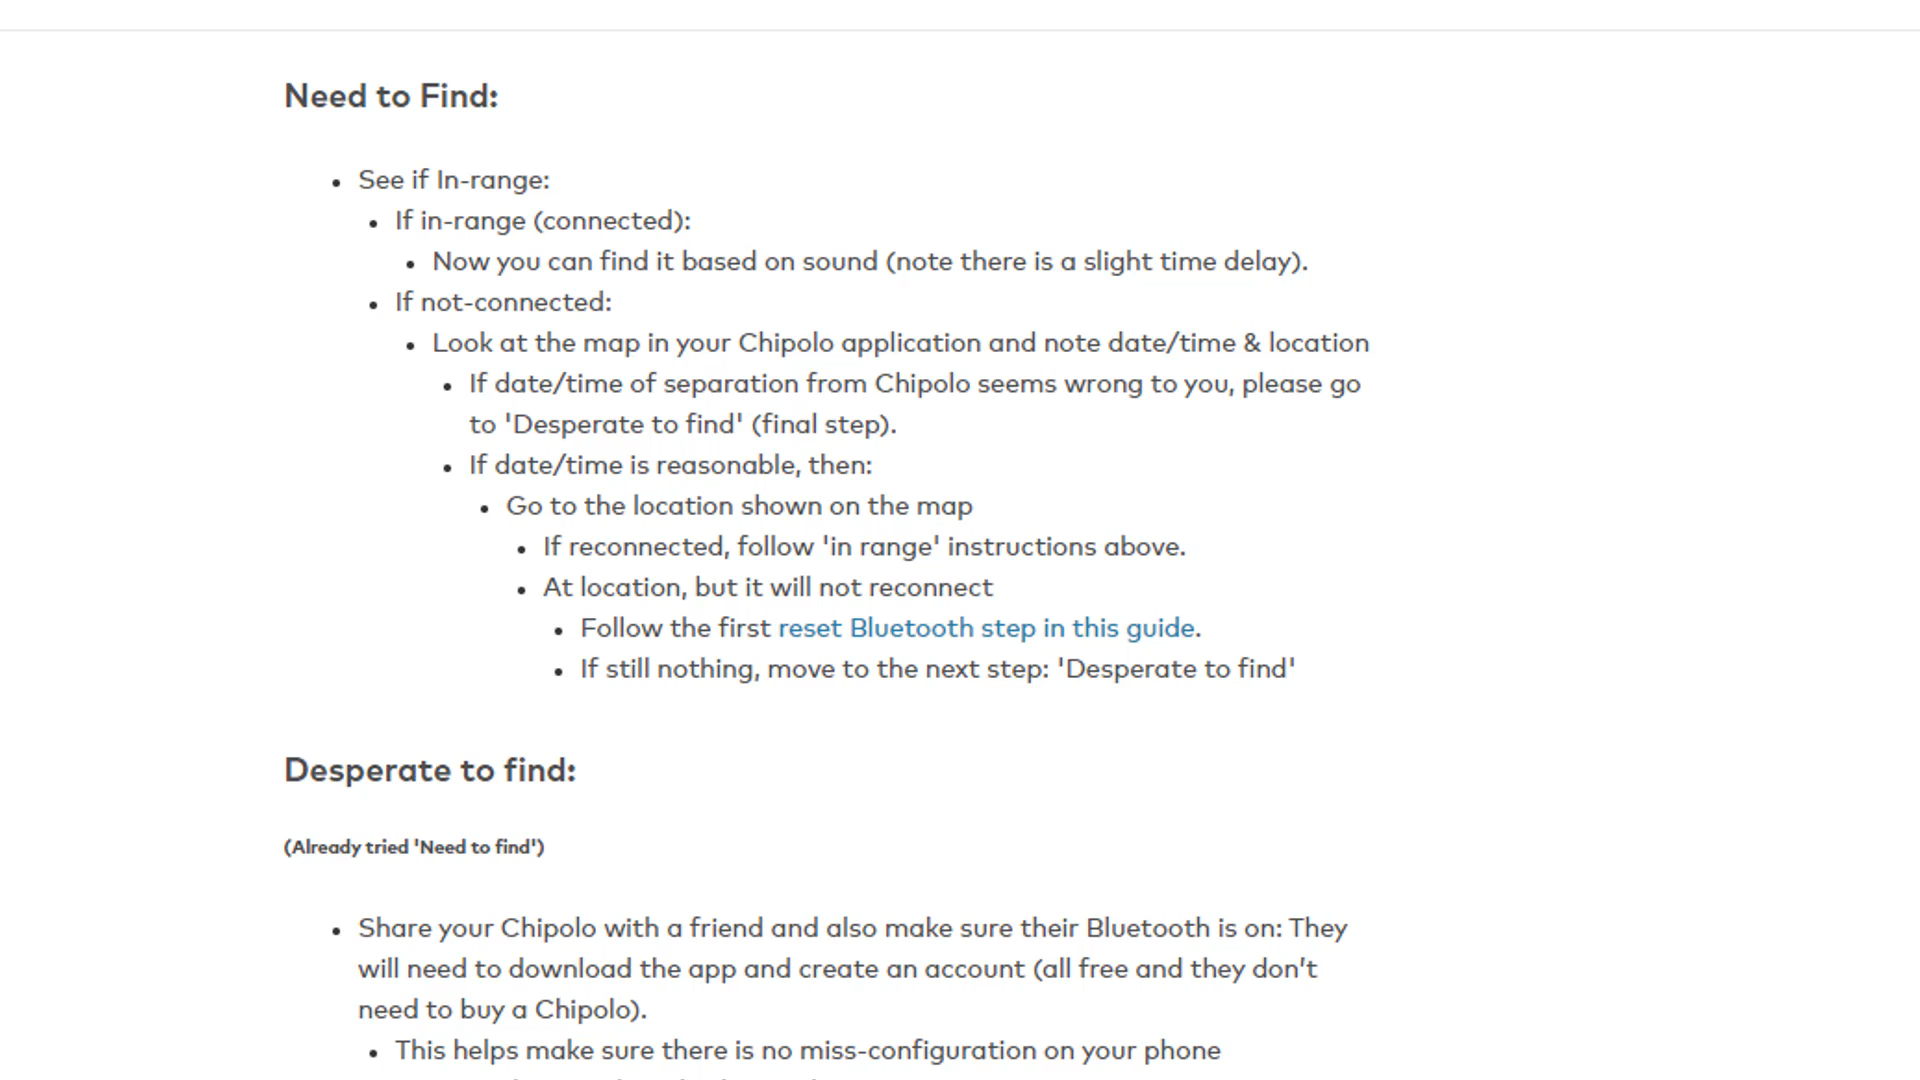 Need to Find:
See if In-range:
If in-range (connected):
Now you can find it based on sound (note there is a slight time delay).
If not-connected:
Look at the map in your Chipolo application and note date/time & location
If date/time of separation from Chipolo seems wrong to you, please go
to 'Desperate to find' (final step).
If date/time is reasonable, then:
Go to the location shown on the map
If reconnected, follow 'in range' instructions above.
At location, but it will not reconnect
Follow the first reset Bluetooth step in this guide.
If still nothing, move to the next step: 'Desperate to find'
Desperate to find:
(Already tried 'Need to find')
Share your Chipolo with a friend and also make sure their Bluetooth is on: They
will need to download the app and create an account (all free and they don't
need to buy a Chipolo).
This helps make sure there is no miss-configuration on your phone